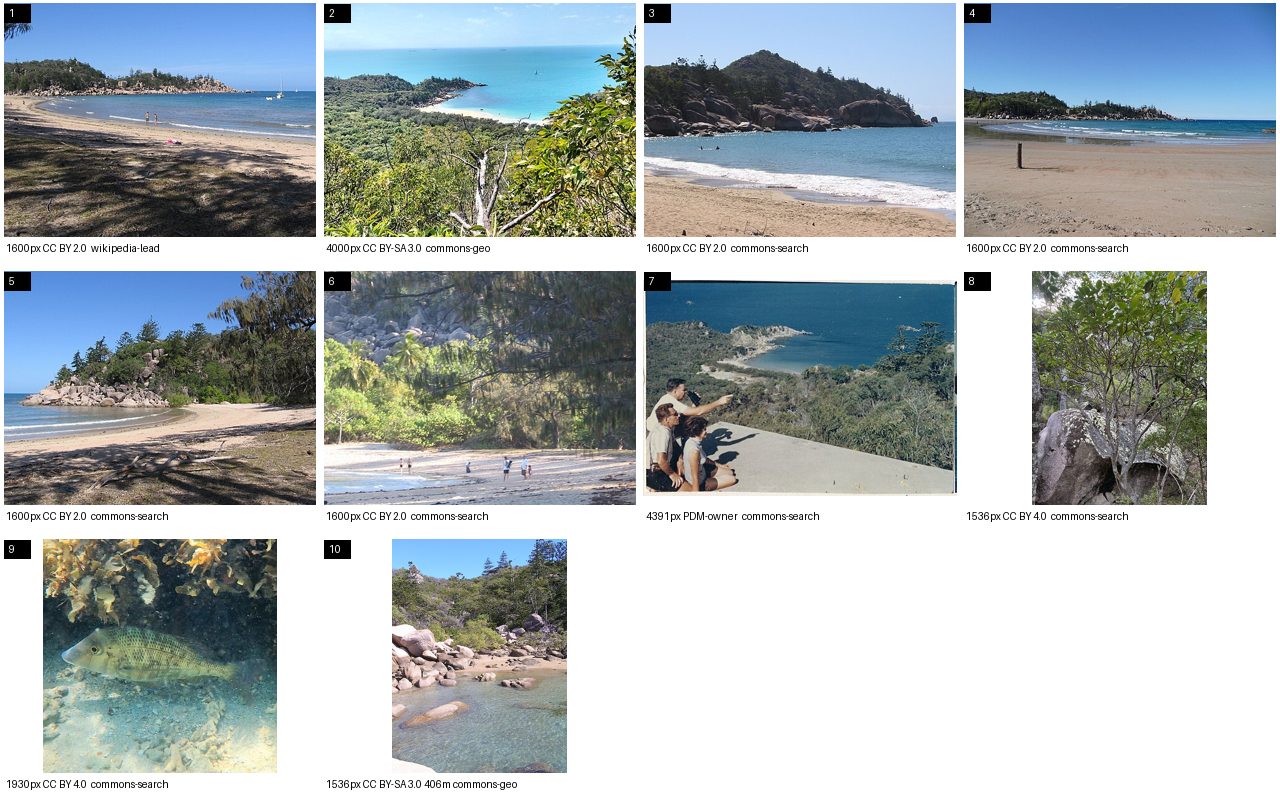 1
2
3
4
1600px CC BY 2.0 wikipedia-lead
4000px CC BY-SA 3.0 commons-geo
1600px CC BY 2.0 commons-search
1600px CC BY 2.0 commons-search
5
6
7
8
1600px CC BY 2.0 commons-search
1600px CC BY 2.0 commons-search
4391px PDM-owner commons-search
1536px CC BY 4.0 commons-search
9
10
1930px CC BY 4.0 commons-search
1536px CC BY-SA 3.0 406m commons-geo